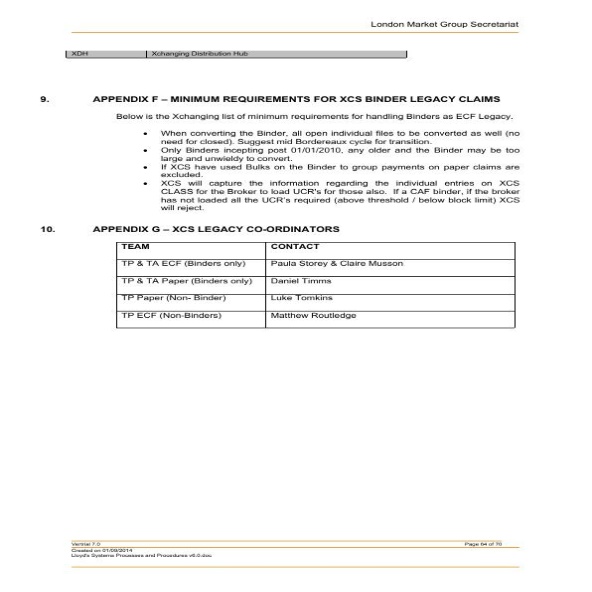 London Market Group Secretariat
XDH Xchanging Distribution Hub
9. APPENDIX F – MINIMUM REQUIREMENTS FOR XCS BINDER LEGACY CLAIMS
Below is the Xchanging list of minimum requirements for handling Binders as ECF Legacy.
• When converting the Binder, all open individual files to be converted as well (no
need for closed). Suggest mid Bordereaux cycle for transition.
• Only Binders incepting post 01/01/2010, any older and the Binder may be too
large and unwieldy to convert.
• If XCS have used Bulks on the Binder to group payments on paper claims are
excluded.
• XCS will capture the information regarding the individual entries on XCS
CLASS for the Broker to load UCR's for those also. If a CAF binder, if the broker
has not loaded all the UCR's required (above threshold / below block limit) XCS
will reject.
10. APPENDIX G – XCS LEGACY CO-ORDINATORS
TEAM CONTACT
TP & TA ECF (Binders only) Paula Storey & Claire Musson
TP & TA Paper (Binders only) Daniel Timms
TP Paper (Non- Binder) Luke Tomkins
TP ECF (Non-Binders) Matthew Routledge
Version 7.0 Page 64 of 76
Created on 01/09/2014
Lloyd's Systems Processes and Procedures v6.0.doc